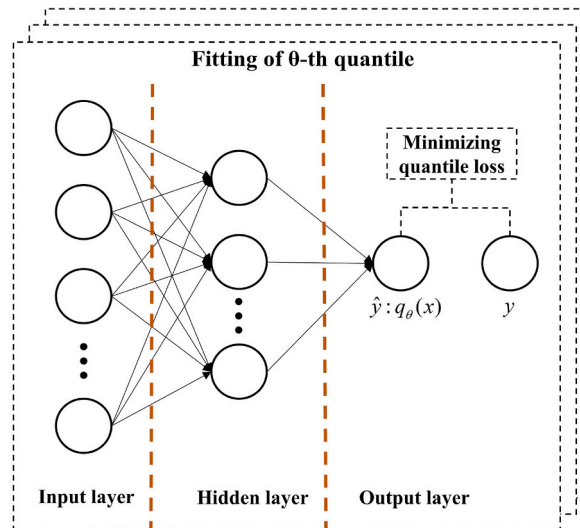 Fitting of θ-th quantile
Minimizing
quantile loss
ŷ : q_θ(x)
y
Input layer
Hidden layer
Output layer